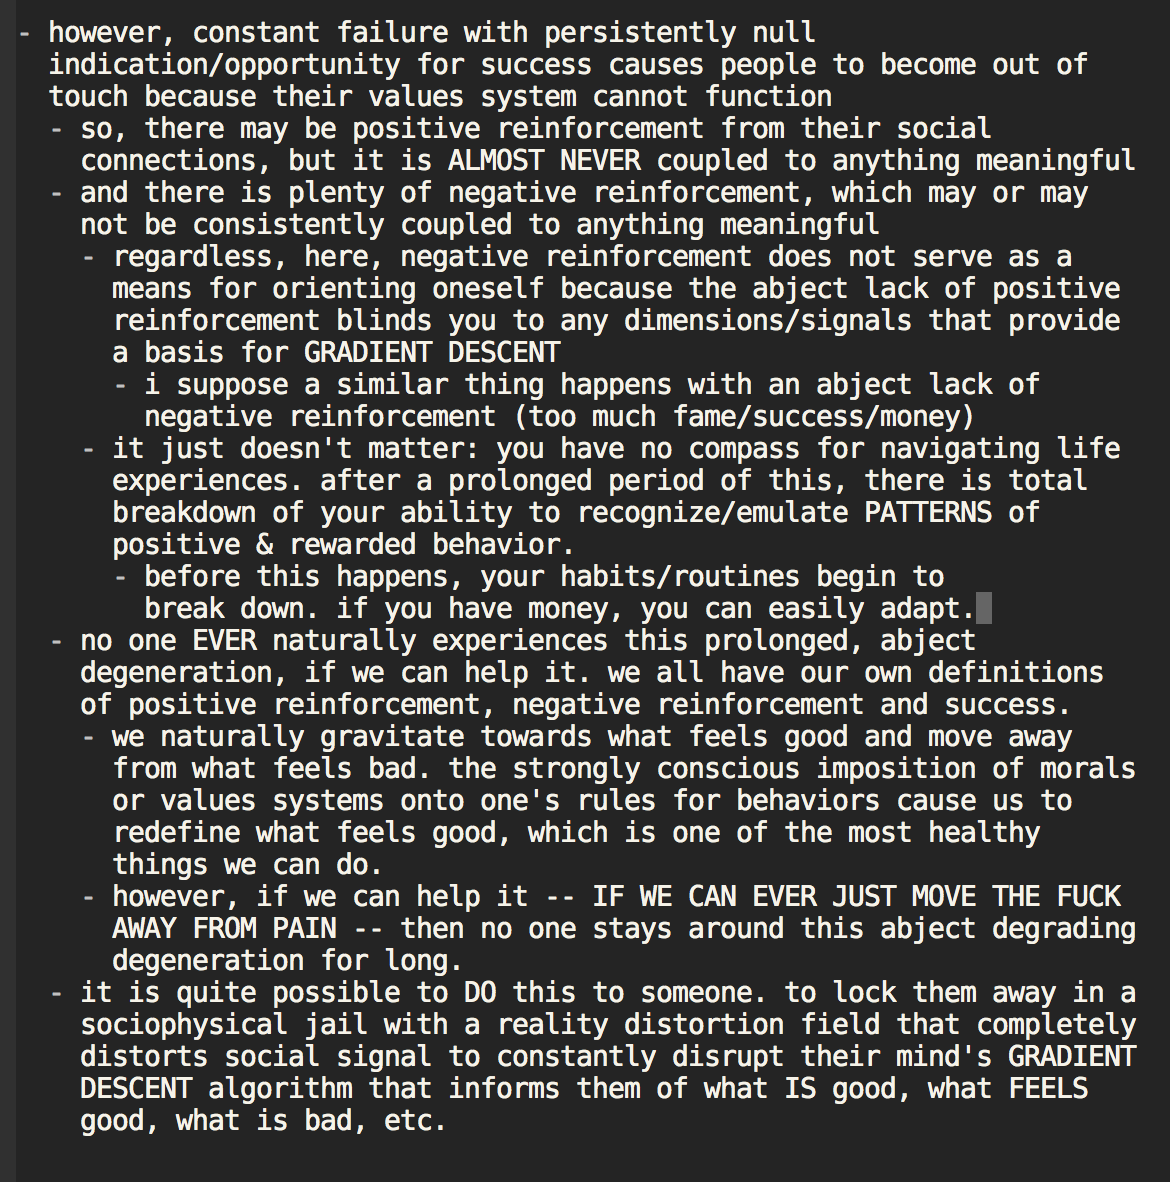 - however, constant failure with persistently null
indication/opportunity for success causes people to become out of
touch because their values system cannot function
- so, there may be positive reinforcement from their social
connections, but it is ALMOST NEVER coupled to anything meaningful
- and there is plenty of negative reinforcement, which may or may
not be consistently coupled to anything meaningful
- regardless, here, negative reinforcement does not serve as a
means for orienting oneself because the abject lack of positive
reinforcement blinds you to any dimensions/signals that provide
a basis for GRADIENT DESCENT
- i suppose a similar thing happens with an abject lack of
negative reinforcement (too much fame/success/money)
- it just doesn't matter: you have no compass for navigating life
experiences. after a prolonged period of this, there is total
breakdown of your ability to recognize/emulate PATTERNS of
positive & rewarded behavior.
- before this happens, your habits/routines begin to
break down. if you have money, you can easily adapt.
- no one EVER naturally experiences this prolonged, abject
degeneration, if we can help it. we all have our own definitions
of positive reinforcement, negative reinforcement and success.
- we naturally gravitate towards what feels good and move away
from what feels bad. the strongly conscious imposition of morals
or values systems onto one's rules for behaviors cause us to
redefine what feels good, which is one of the most healthy
things we can do.
- however, if we can help it -- IF WE CAN EVER JUST MOVE THE FUCK
AWAY FROM PAIN -- then no one stays around this abject degrading
degeneration for long.
- it is quite possible to DO this to someone. to lock them away in a
sociophysical jail with a reality distortion field that completely
distorts social signal to constantly disrupt their mind's GRADIENT
DESCENT algorithm that informs them of what IS good, what FEELS
good, what is bad, etc.